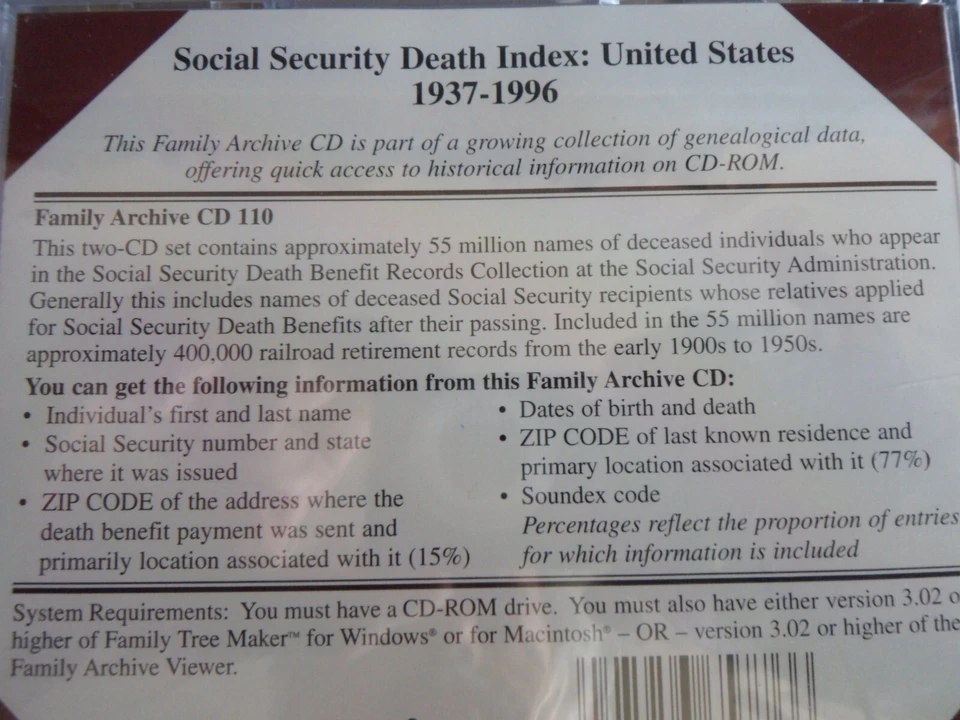 Social Security Death Index: United States
1937-1996
This Family Archive CD is part of a growing collection of genealogical data,
offering quick access to historical information on CD-ROM.
Family Archive CD 110
This two-CD set contains approximately 55 million names of deceased individuals who appear
in the Social Security Death Benefit Records Collection at the Social Security Administration.
Generally this includes names of deceased Social Security recipients whose relatives applied
for Social Security Death Benefits after their passing. Included in the 55 million names are
approximately 400,000 railroad retirement records from the early 1900s to 1950s.
You can get the following information from this Family Archive CD:
• Individual's first and last name
• Social Security number and state
where it was issued
• ZIP CODE of the address where the
death benefit payment was sent and
primarily location associated with it (15%)
• Dates of birth and death
• ZIP CODE of last known residence and
primary location associated with it (77%)
• Soundex code
Percentages reflect the proportion of entries
for which information is included
System Requirements: You must have a CD-ROM drive. You must also have either version 3.02 o
higher of Family Tree Maker™ for Windows® or for Macintosh® – OR – version 3.02 or higher of the
Family Archive Viewer.